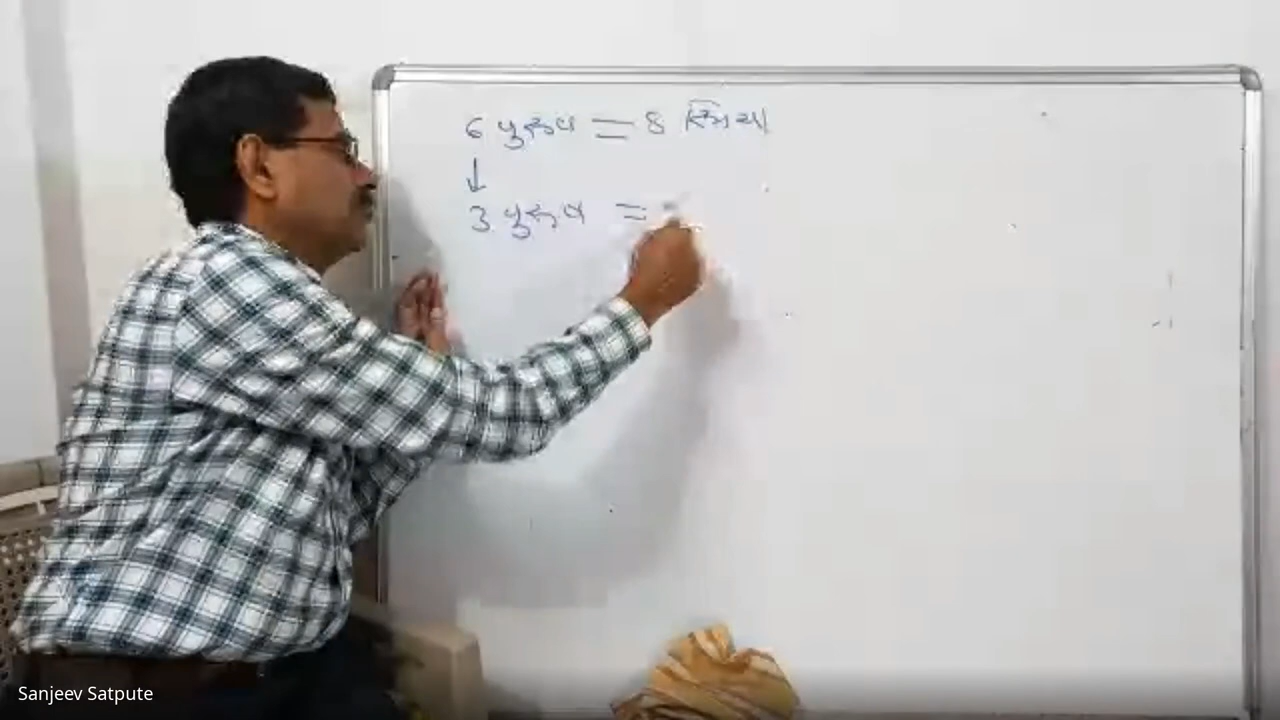 6 पुरुष = 8 स्त्रिया
↓
3 पुरुष =
Sanjeev Satpute